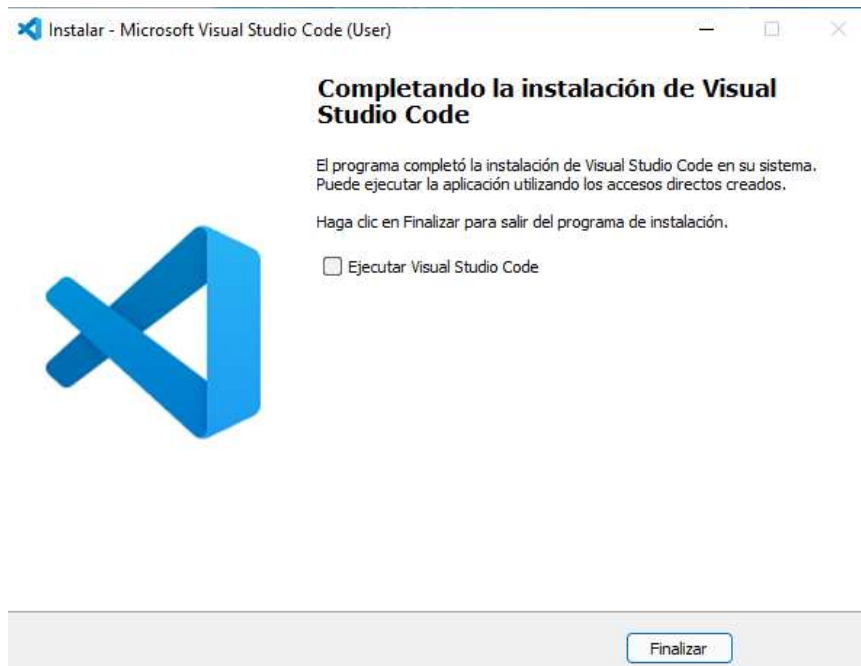 Instalar - Microsoft Visual Studio Code (User)
Completando la instalación de Visual
Studio Code
El programa completó la instalación de Visual Studio Code en su sistema.
Puede ejecutar la aplicación utilizando los accesos directos creados.
Haga clic en Finalizar para salir del programa de instalación.
Ejecutar Visual Studio Code
Finalizar